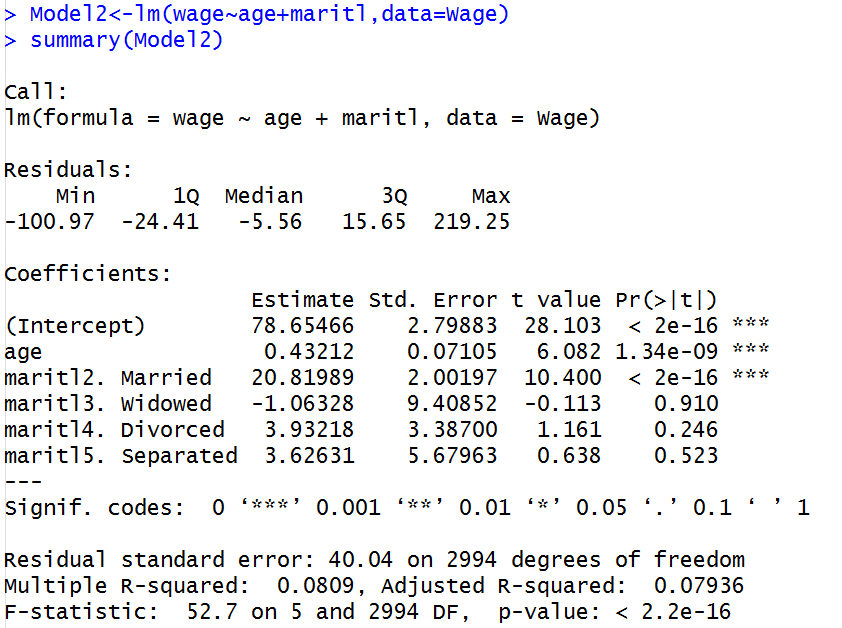 > Model2<-lm(wage~age+maritl,data=Wage)
> summary(Model2)
Call:
lm(formula = wage ~ age + maritl, data = Wage)
Residuals:
    Min      1Q  Median      3Q     Max
-100.97  -24.41   -5.56   15.65  219.25
Coefficients:
                 Estimate Std. Error t value Pr(>|t|)
(Intercept)      78.65466    2.79883  28.103  < 2e-16 ***
age               0.43212    0.07105   6.082 1.34e-09 ***
maritl2. Married 20.81989    2.00197  10.400  < 2e-16 ***
maritl3. Widowed -1.06328    9.40852  -0.113    0.910
maritl4. Divorced  3.93218    3.38700   1.161    0.246
maritl5. Separated  3.62631    5.67963   0.638    0.523
---
Signif. codes:  0 ‘***’ 0.001 ‘**’ 0.01 ‘*’ 0.05 ‘.’ 0.1 ‘ ’ 1
Residual standard error: 40.04 on 2994 degrees of freedom
Multiple R-squared:  0.0809, Adjusted R-squared:  0.07936
F-statistic:  52.7 on 5 and 2994 DF,  p-value: < 2.2e-16